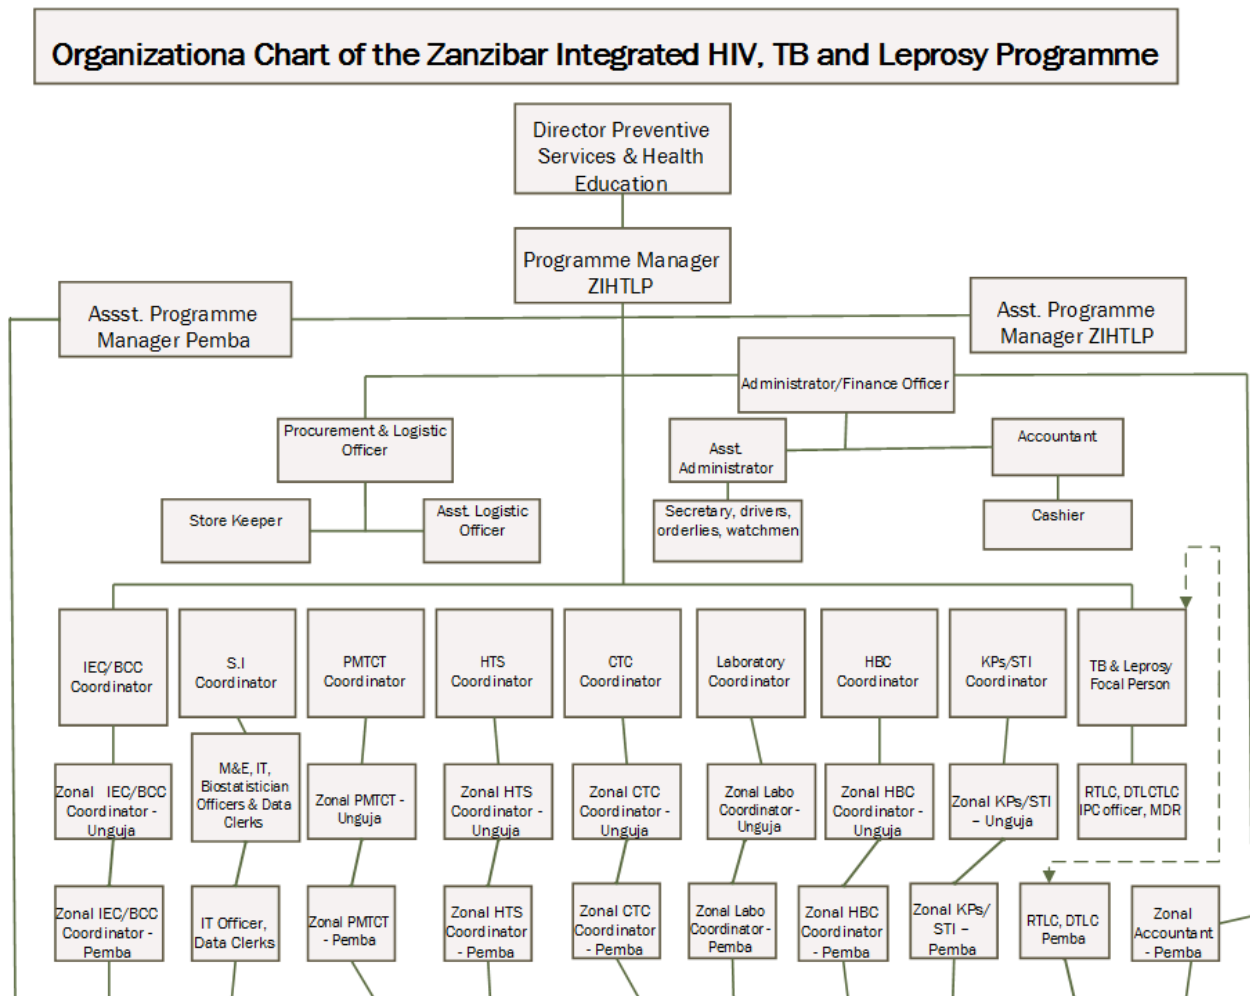 Organizationa Chart of the Zanzibar Integrated HIV, TB and Leprosy Programme
Director Preventive
Services & Health
Education
Programme Manager
ZIHTLP
Assst. Programme
Manager Pemba
Asst. Programme
Manager ZIHTLP
Administrator/Finance Officer
Procurement & Logistic
Officer
Asst.
Administrator
Accountant
Store Keeper
Asst. Logistic
Officer
Secretary, drivers,
orderlies, watchmen
Cashier
IEC/BCC
Coordinator
S.I
Coordinator
PMTCT
Coordinator
HTS
Coordinator
CTC
Coordinator
Laboratory
Coordinator
HBC
Coordinator
KPs/STI
Coordinator
TB & Leprosy
Focal Person
Zonal IEC/BCC
Coordinator -
Unguja
M&E, IT,
Biostatistician
Officers & Data
Clerks
Zonal PMTCT -
Unguja
Zonal HTS
Coordinator -
Unguja
Zonal CTC
Coordinator -
Unguja
Zonal Labo
Coordinator -
Unguja
Zonal HBC
Coordinator -
Unguja
Zonal KPs/STI
– Unguja
RTLC, DTLCTLC
IPC officer, MDR
Zonal IEC/BCC
Coordinator -
Pemba
IT Officer,
Data Clerks
Zonal PMTCT
- Pemba
Zonal HTS
Coordinator
- Pemba
Zonal CTC
Coordinator
- Pemba
Zonal Labo
Coordinator -
Pemba
Zonal HBC
Coordinator
- Pemba
Zonal KPs/
STI –
Pemba
RTLC, DTLC
Pemba
Zonal
Accountant
- Pemba